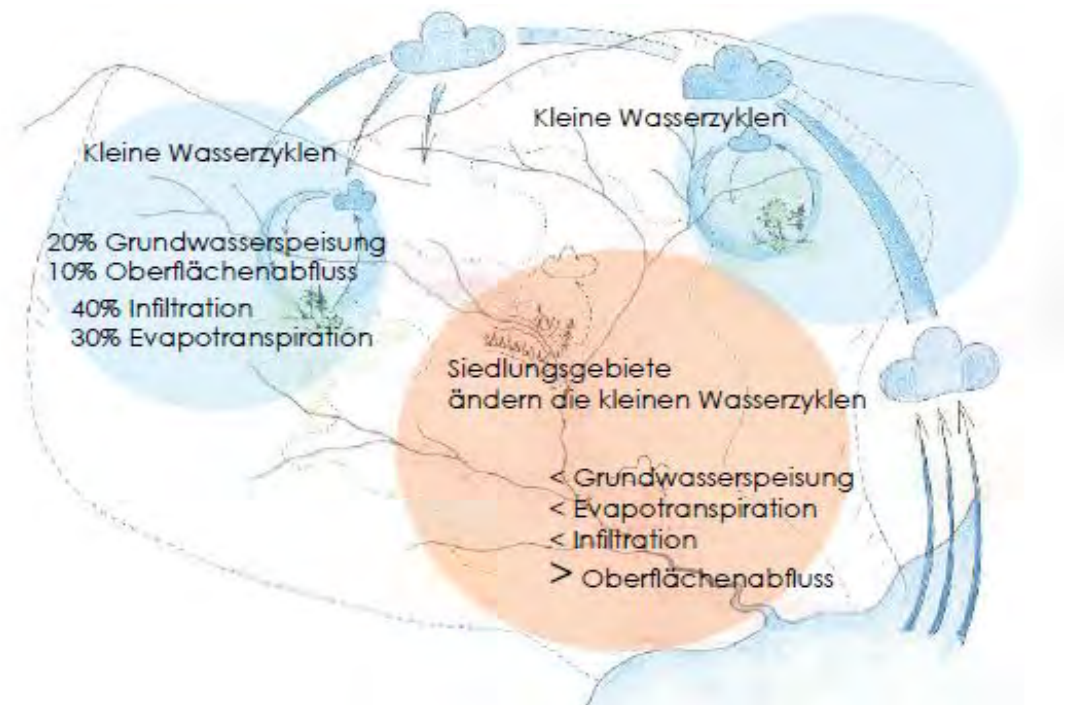 Kleine Wasserzyklen
Kleine Wasserzyklen
20% Grundwasserspeisung
10% Oberflächenabfluss
40% Infiltration
30% Evapotranspiration
Siedlungsgebiete
ändern die kleinen Wasserzyklen
< Grundwasserspeisung
< Evapotranspiration
< Infiltration
> Oberflächenabfluss